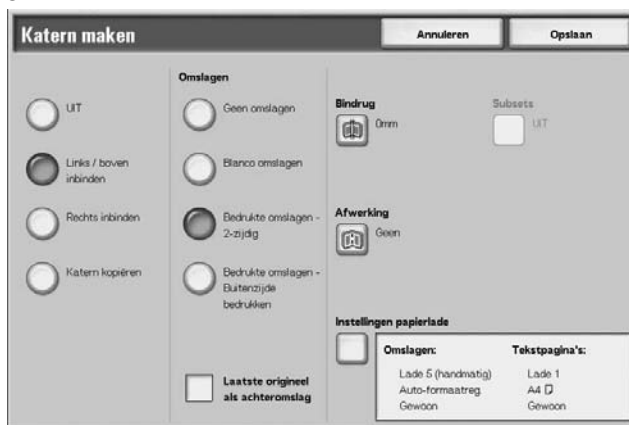 Katern maken
Annuleren
Opslaan
UIT
Links / boven
inbinden
Rechts inbinden
Katern kopiëren
Omslagen
Geen omslagen
Blanco omslagen
Bedrukte omslagen -
2-zijdig
Bedrukte omslagen -
Buitenzijde
bedrukken
Laatste origineel
als achteromslag
Bindrug
0mm
Subsets
UIT
Afwerking
Geen
Instellingen papierlade
Omslagen:
Lade 5 (handmatig)
Auto-formaatreg.
Gewoon
Tekstpagina's:
Lade 1
A4
Gewoon